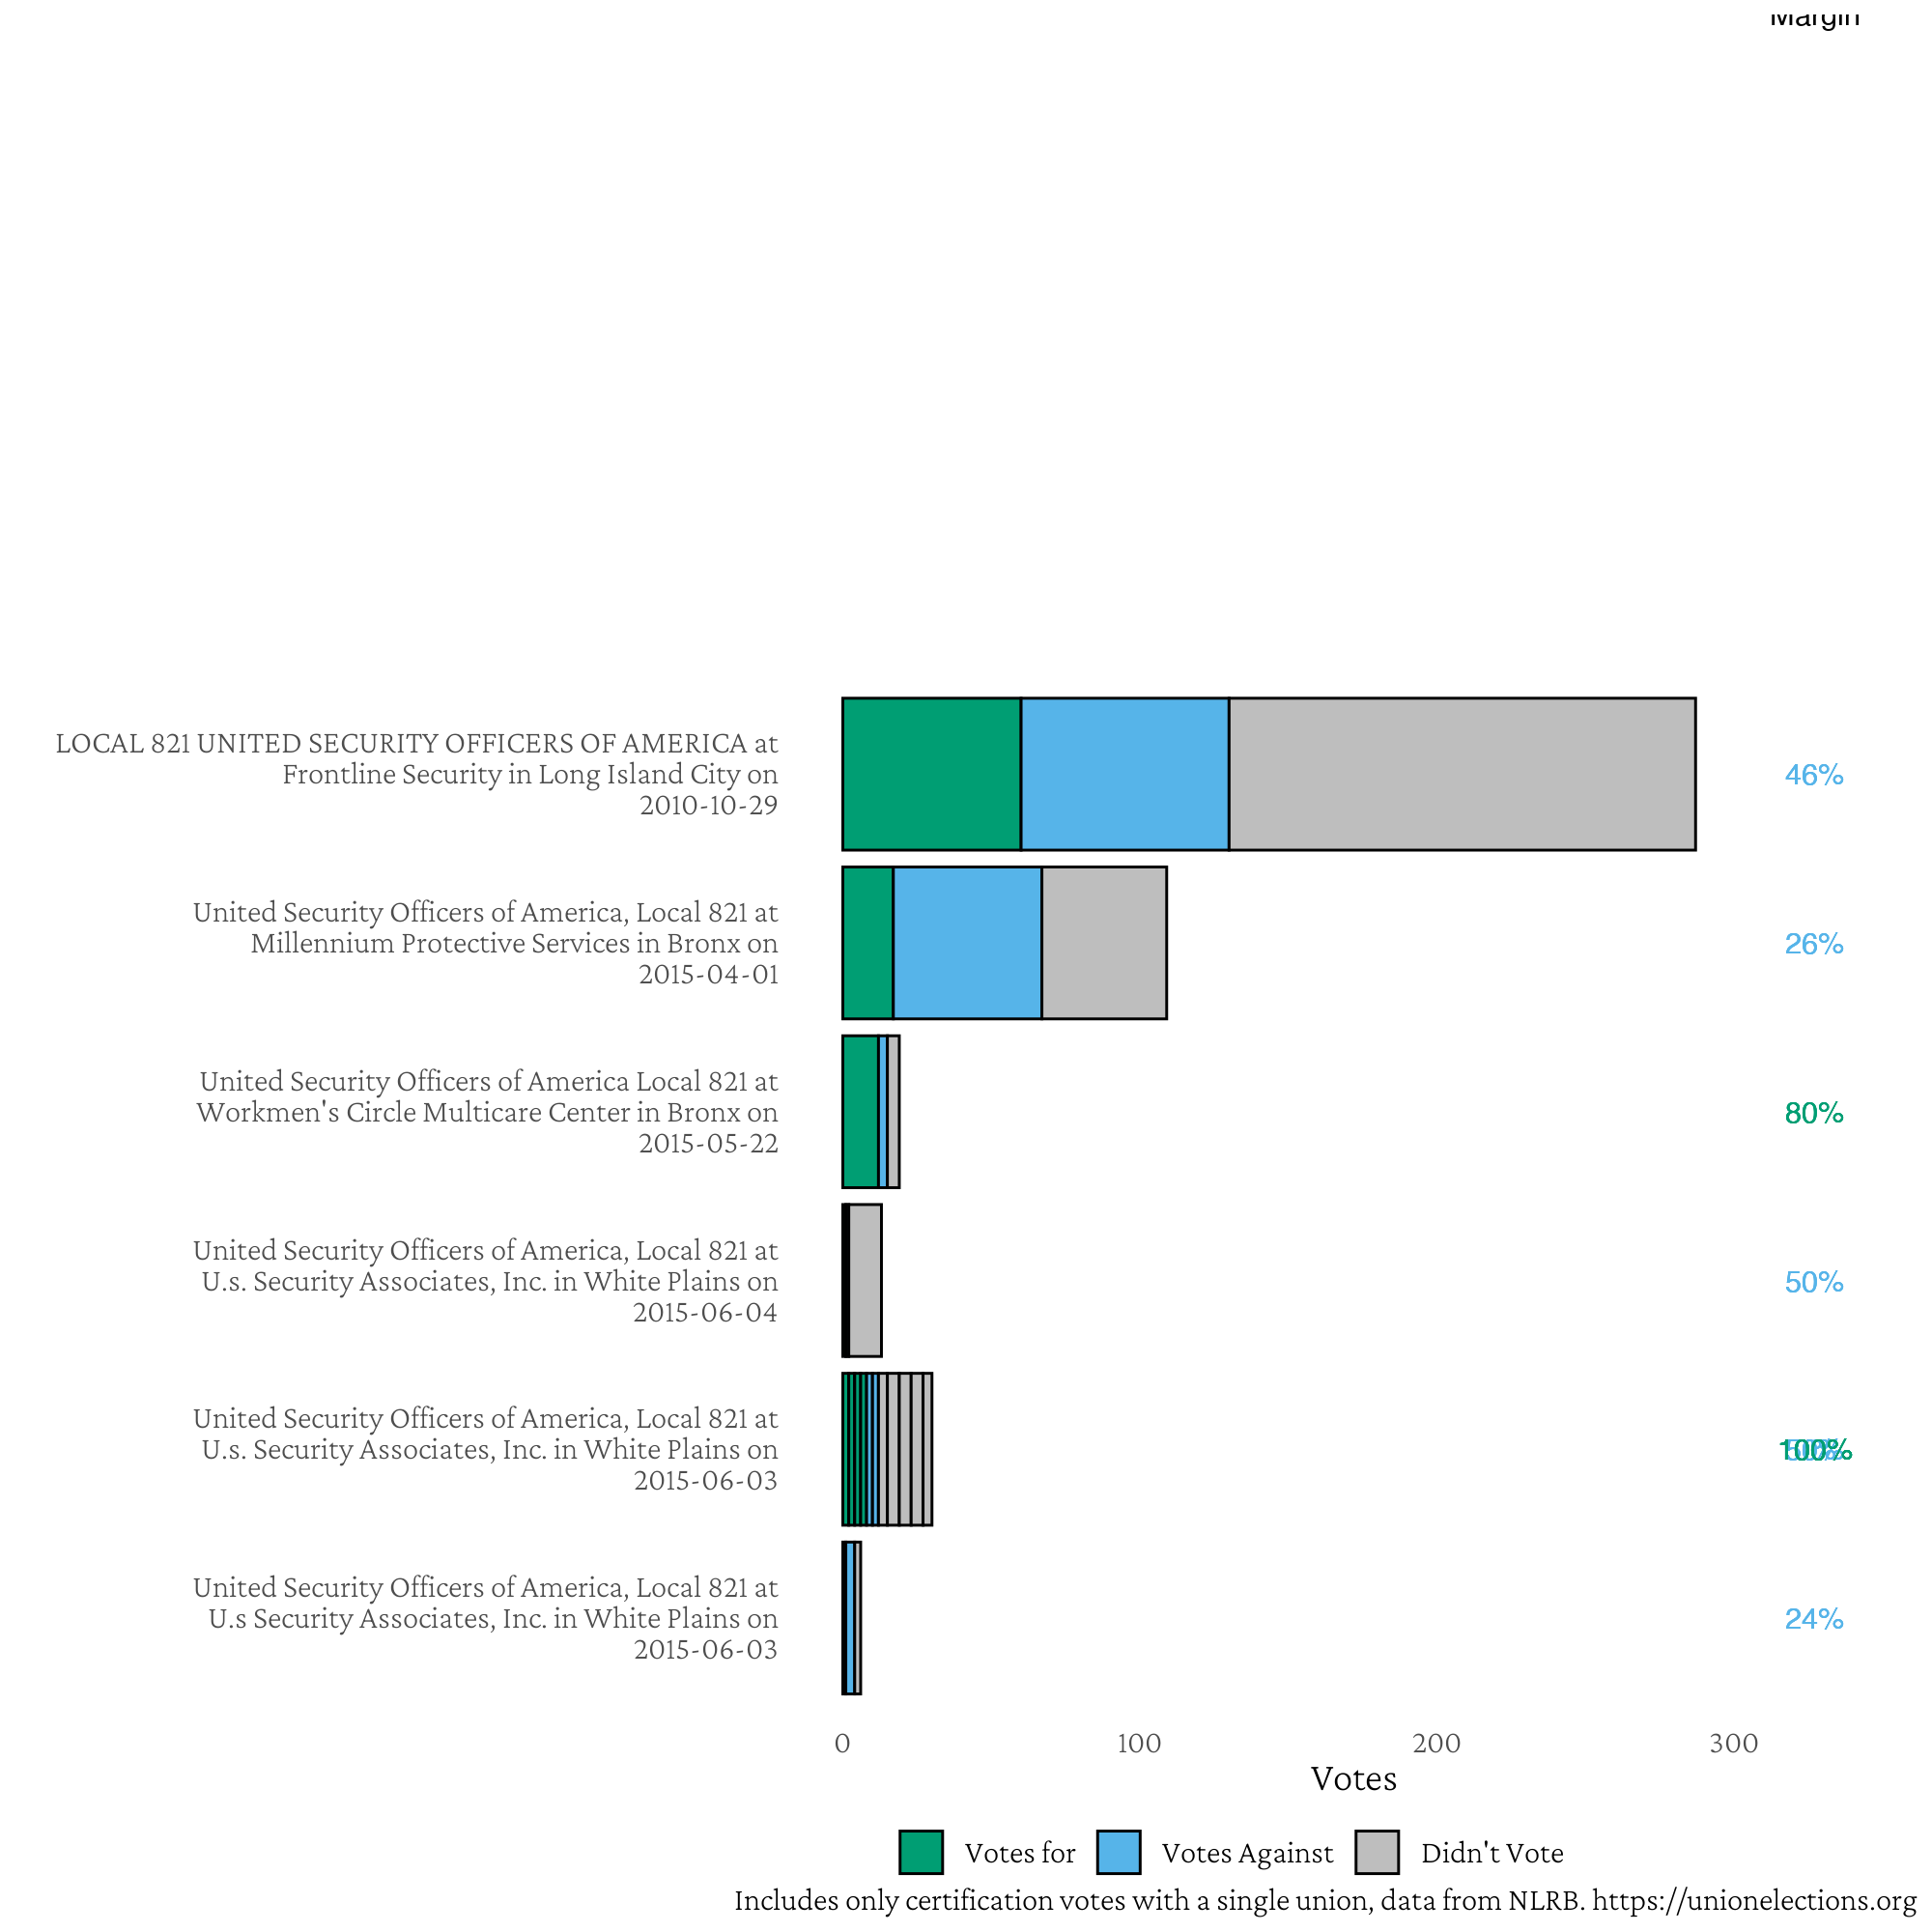 Margin
LOCAL 821 UNITED SECURITY OFFICERS OF AMERICA at
Frontline Security in Long Island City on
2010-10-29
46%
United Security Officers of America, Local 821 at
Millennium Protective Services in Bronx on
2015-04-01
26%
United Security Officers of America Local 821 at
Workmen's Circle Multicare Center in Bronx on
2015-05-22
80%
United Security Officers of America, Local 821 at
U.s. Security Associates, Inc. in White Plains on
2015-06-04
50%
United Security Officers of America, Local 821 at
U.s. Security Associates, Inc. in White Plains on
2015-06-03
100%
United Security Officers of America, Local 821 at
U.s Security Associates, Inc. in White Plains on
2015-06-03
24%
0 100 200 300
Votes
Votes for Votes Against Didn't Vote
Includes only certification votes with a single union, data from NLRB. https://unionelections.org